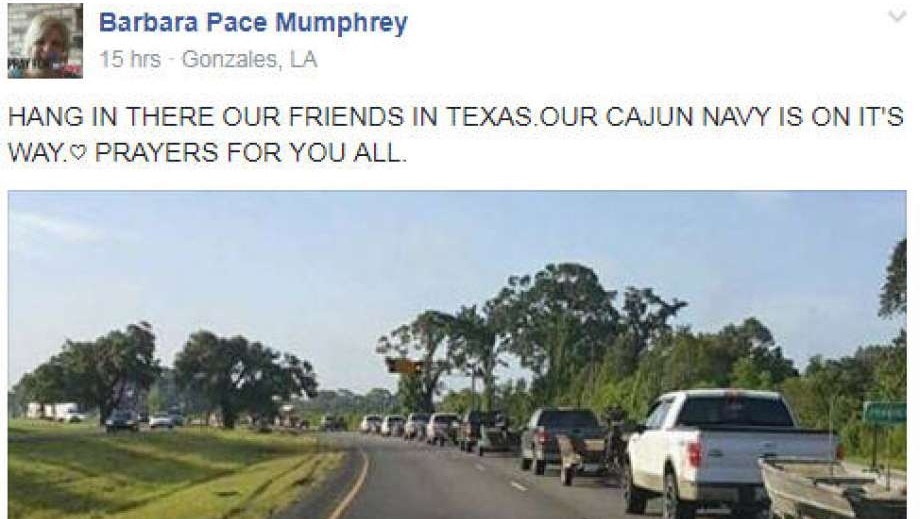 Barbara Pace Mumphrey
15 hrs · Gonzales, LA
HANG IN THERE OUR FRIENDS IN TEXAS.OUR CAJUN NAVY IS ON IT'S
WAY.♡ PRAYERS FOR YOU ALL.